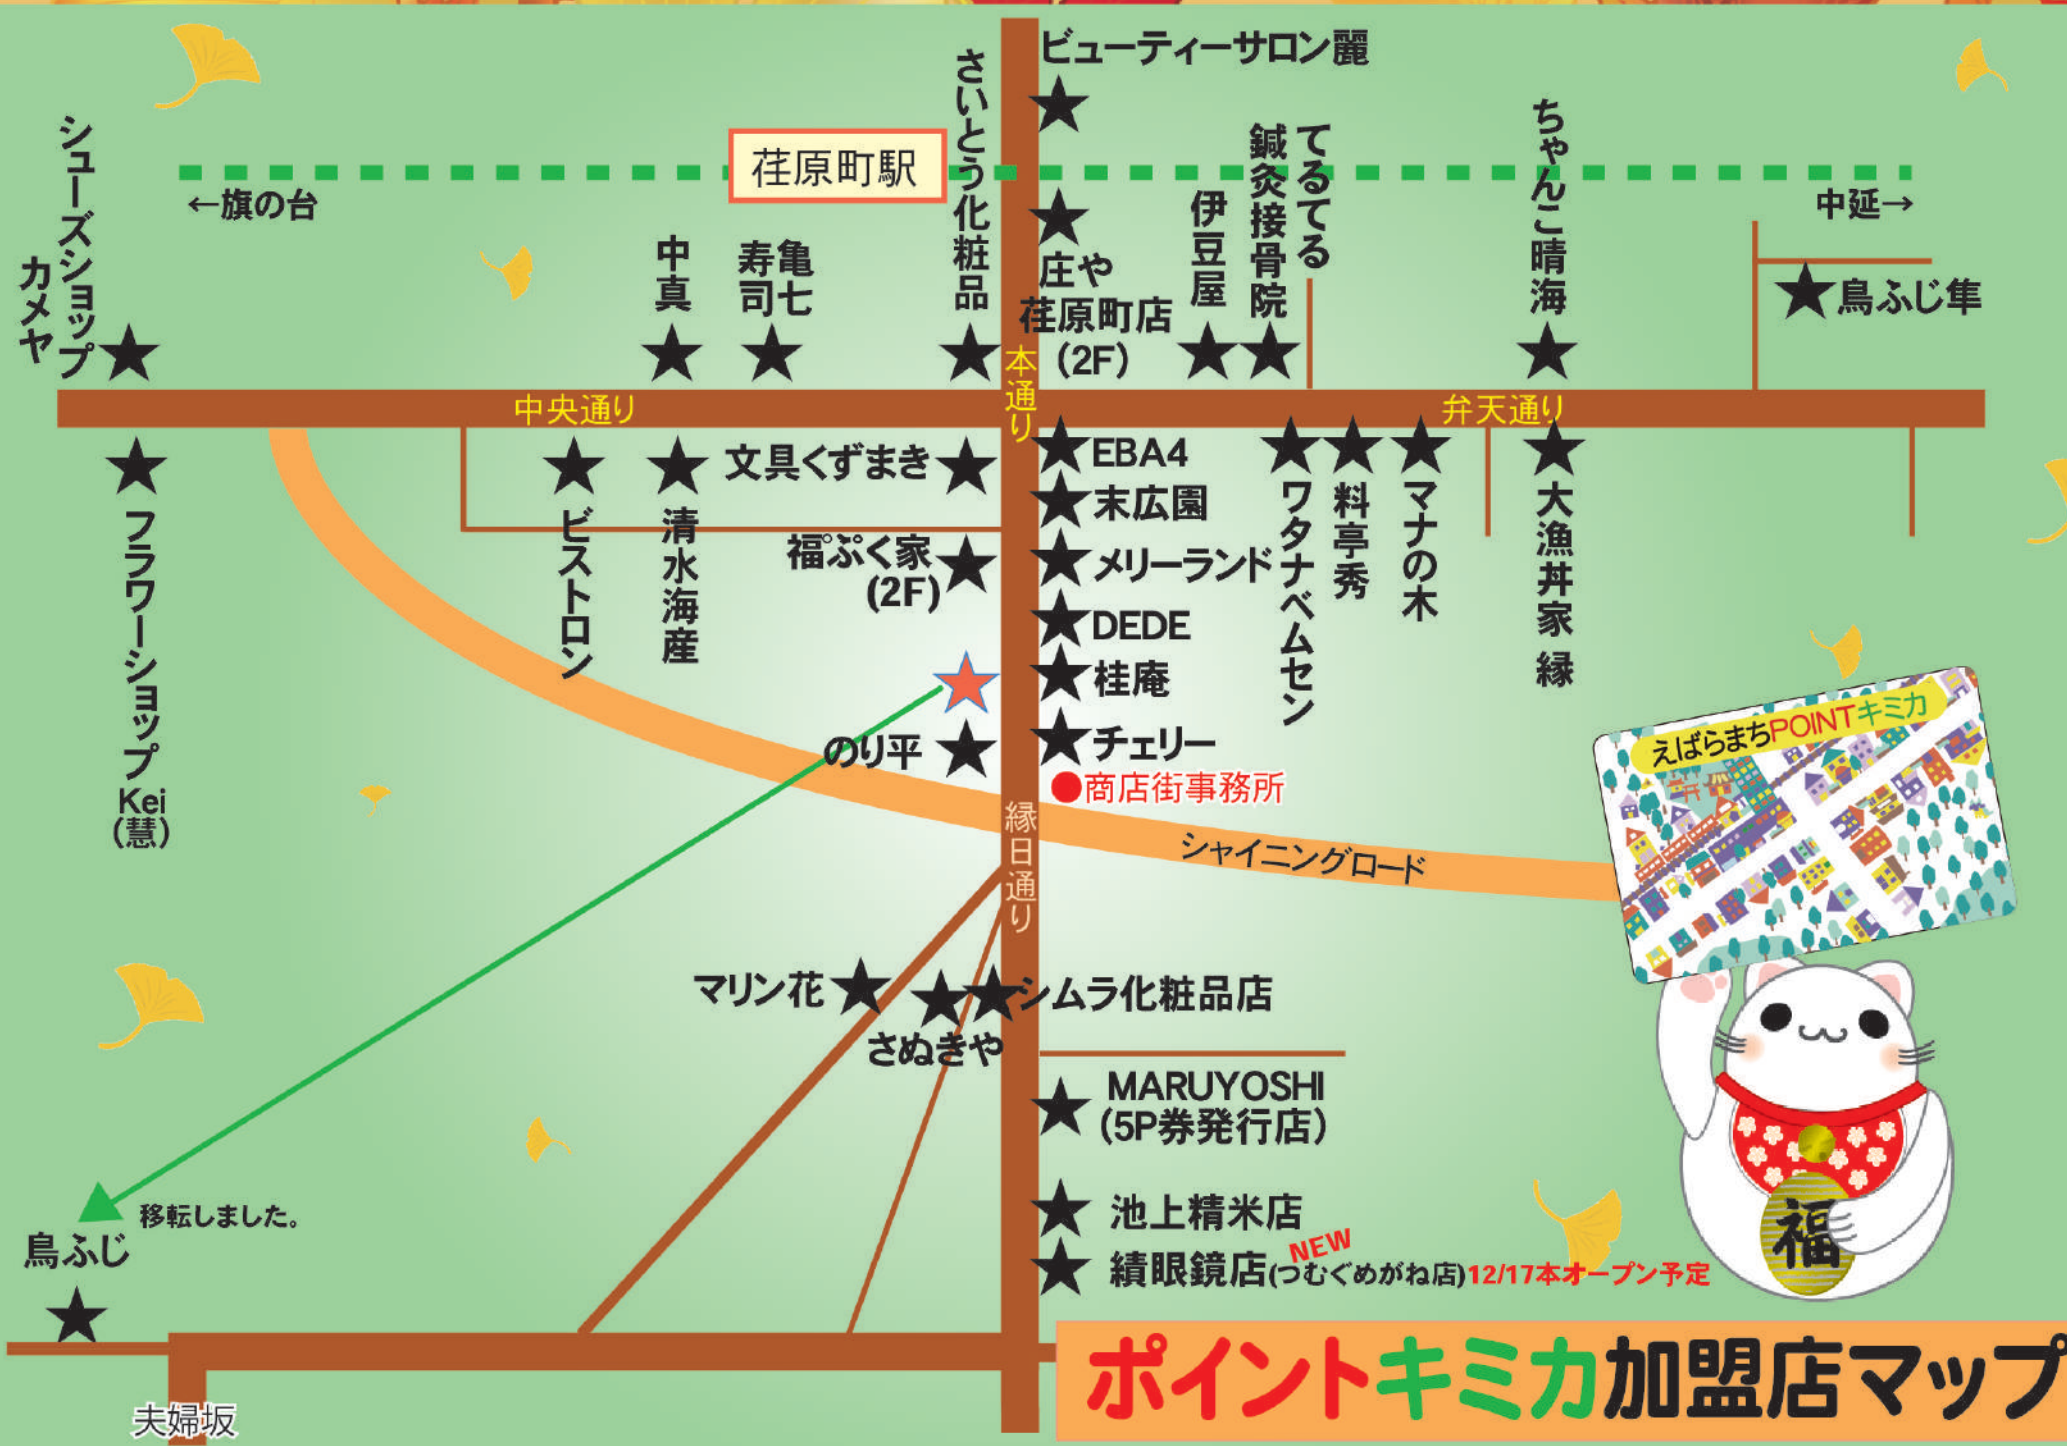 ビューティーサロン麗
さいとう化粧品
シューズショップ
カメヤ
荏原町駅
←旗の台
中延→
中真
亀七
寿司
庄や
荏原町店
(2F)
伊豆屋
てるてる
鍼灸接骨院
ちゃんこ晴海
鳥ふじ隼
中央通り
本通り
弁天通り
フラワーショップ
Kei
(慧)
ビストロン
清水海産
文具くずまき
福ぷく家
(2F)
のり平
EBA4
末広園
メリーランド
DEDE
桂庵
チェリー
●商店街事務所
ワタナベムセン
料亭秀
マナの木
大漁丼家 縁
縁日通り
シャイニングロード
えばらまちPOINTキミカ
マリン花
さぬきや
シムラ化粧品店
MARUYOSHI
(5P券発行店)
池上精米店
NEW
績眼鏡店(つむぐめがね店)12/17本オープン予定
移転しました。
鳥ふじ
夫婦坂
福
ポイントキミカ加盟店マップ